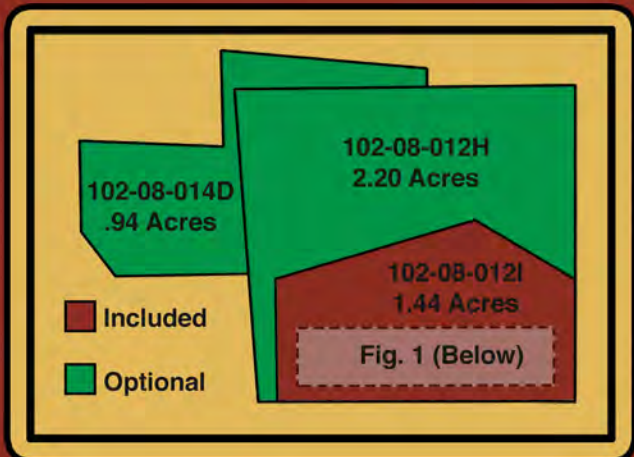 102-08-012H
2.20 Acres
102-08-014D
.94 Acres
102-08-012I
1.44 Acres
Included
Fig. 1 (Below)
Optional